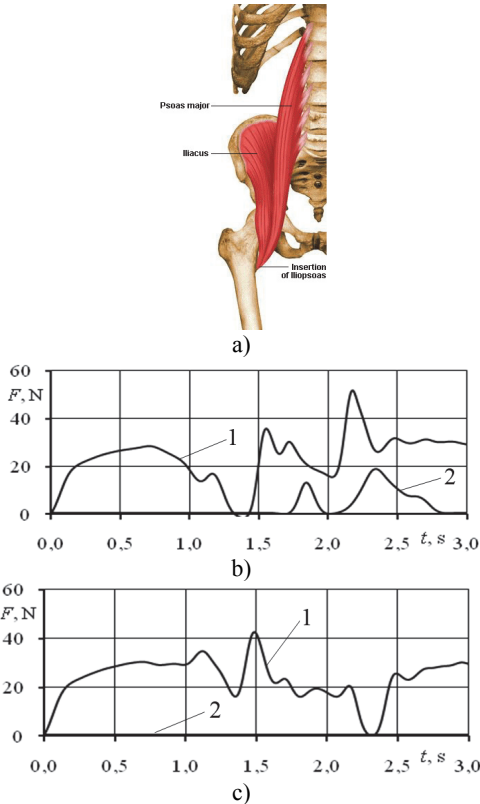 Psoas major
Iliacus
Insertion
of Iliopsoas
a)
60
F, N
40
20
0
1
2
0,0 0,5 1,0 1,5 2,0 2,5 t, s 3,0
b)
60
F, N
40
20
0
1
2
0,0 0,5 1,0 1,5 2,0 2,5 t, s 3,0
c)